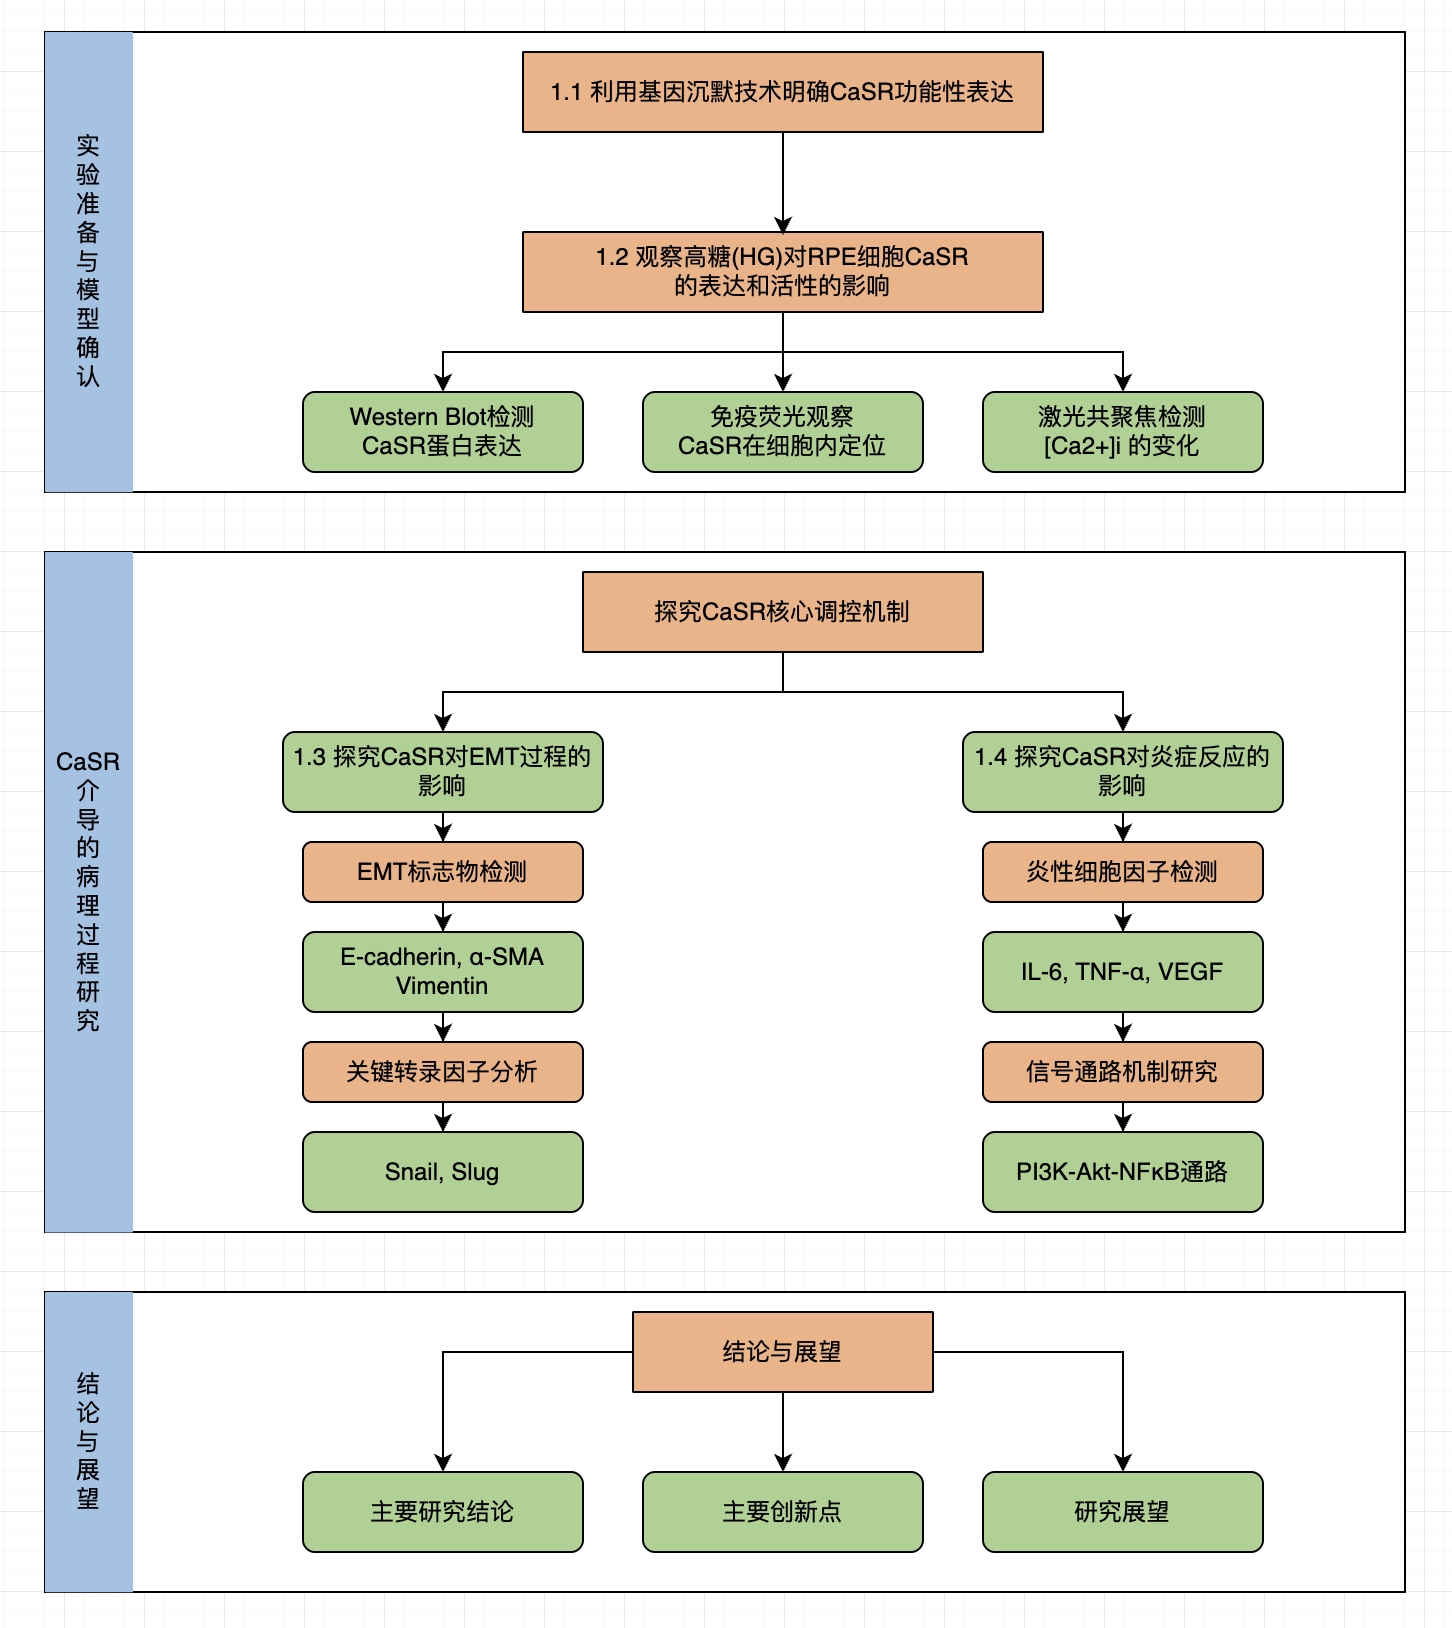 实验准备与模型确认
1.1 利用基因沉默技术明确CaSR功能性表达
1.2 观察高糖(HG)对RPE细胞CaSR
的表达和活性的影响
Western Blot检测
CaSR蛋白表达
免疫荧光观察
CaSR在细胞内定位
激光共聚焦检测
[Ca2+]i 的变化
CaSR
介导的病理过程研究
探究CaSR核心调控机制
1.3 探究CaSR对EMT过程的
影响
EMT标志物检测
E-cadherin, α-SMA
Vimentin
关键转录因子分析
Snail, Slug
1.4 探究CaSR对炎症反应的
影响
炎性细胞因子检测
IL-6, TNF-α, VEGF
信号通路机制研究
PI3K-Akt-NFκB通路
结论与展望
结论与展望
主要研究结论
主要创新点
研究展望